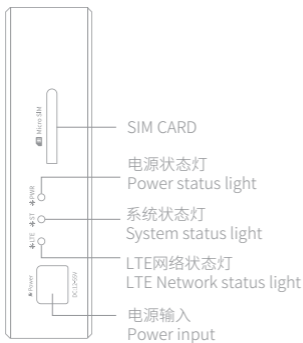 Micro SIM
SIM CARD
PWR
电源状态灯
Power status light
ST
系统状态灯
System status light
LTE
LTE网络状态灯
LTE Network status light
Power
电源输入
Power input